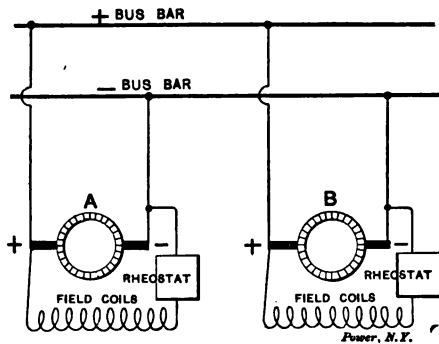 + BUS BAR
− BUS BAR
A
B
+ −
+ −
RHEOSTAT
RHEOSTAT
FIELD COILS
FIELD COILS
Power, N.Y.